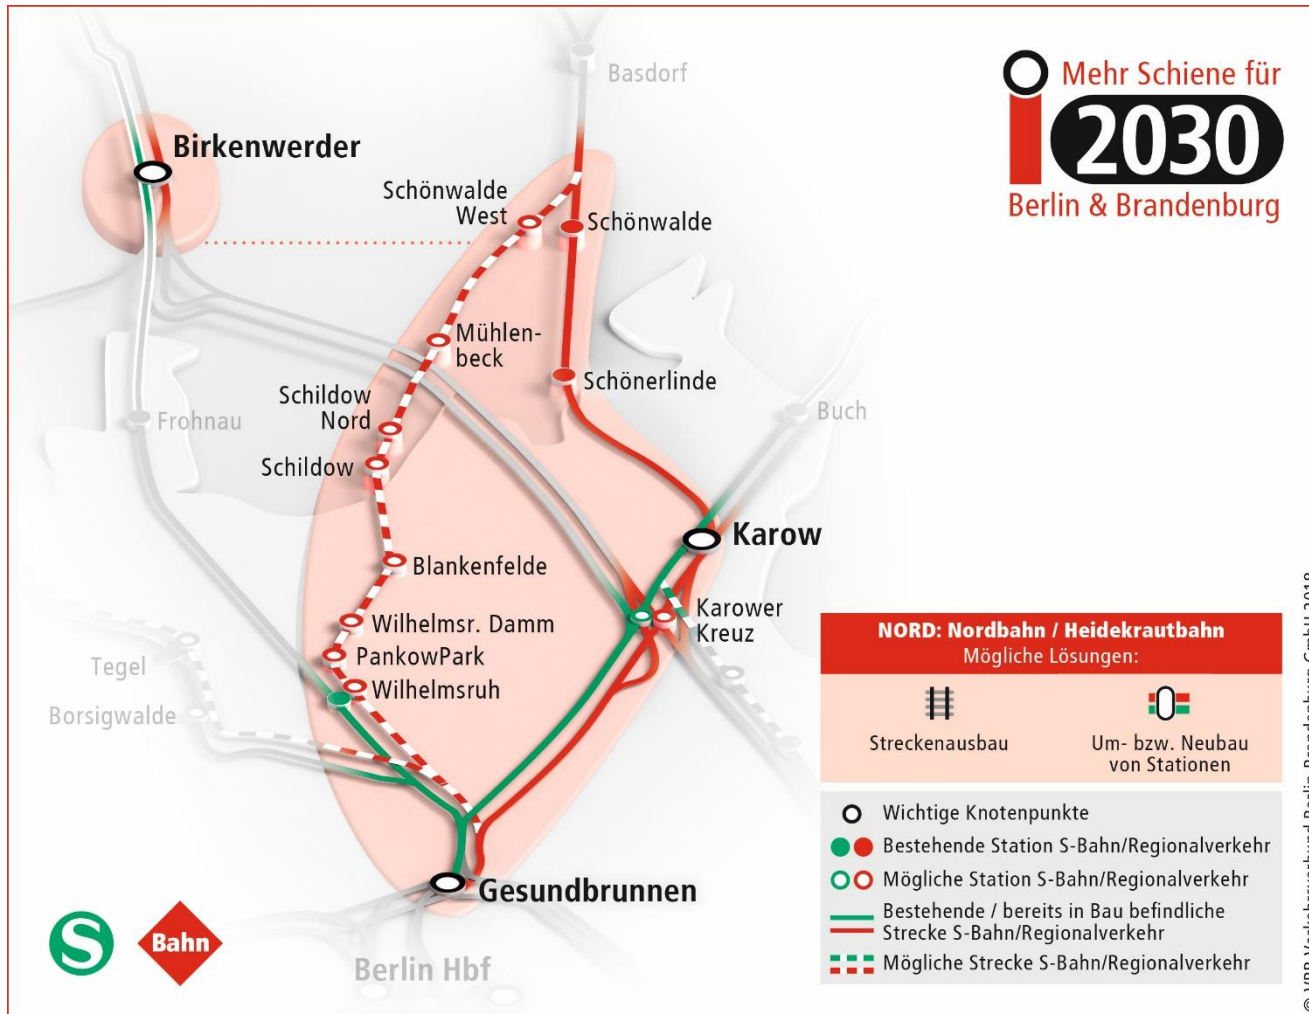 Basdorf
Mehr Schiene für
2030
Berlin & Brandenburg
Birkenwerder
Schönwalde
West
Schönwalde
Mühlen-
beck
Schönerlinde
Schildow
Nord
Frohnau
Buch
Schildow
Karow
Blankenfelde
Karower
Kreuz
Wilhelmsr. Damm
PankowPark
Tegel
Wilhelmsruh
Borsigwalde
Gesundbrunnen
Berlin Hbf
S
Bahn
NORD: Nordbahn / Heidekrautbahn
Mögliche Lösungen:
Streckenausbau
Um- bzw. Neubau
von Stationen
Wichtige Knotenpunkte
Bestehende Station S-Bahn/Regionalverkehr
Mögliche Station S-Bahn/Regionalverkehr
Bestehende / bereits in Bau befindliche
Strecke S-Bahn/Regionalverkehr
Mögliche Strecke S-Bahn/Regionalverkehr
© VBB Verkehrsverbund Berlin-Brandenburg GmbH 2018